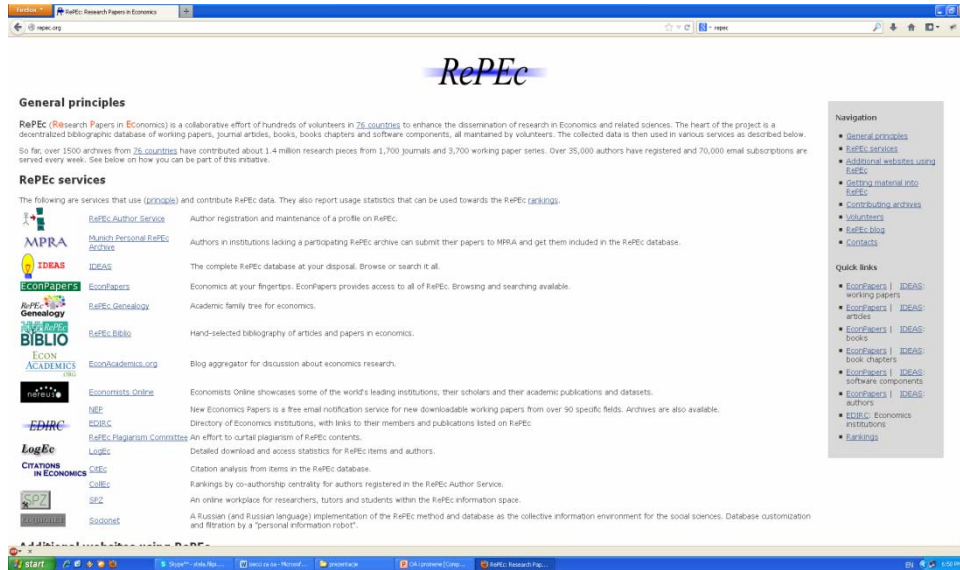 Firefox
RePEc: Research Papers in Economics
repec.org
repec
RePEc
General principles
RePEc (Research Papers in Economics) is a collaborative effort of hundreds of volunteers in 76 countries to enhance the dissemination of research in Economics and related sciences. The heart of the project is a
decentralized bibliographic database of working papers, journal articles, books, books chapters and software components, all maintained by volunteers. The collected data is then used in various services as described below.
So far, over 1500 archives from 76 countries have contributed about 1.4 million research pieces from 1,700 journals and 3,700 working paper series. Over 35,000 authors have registered and 70,000 email subscriptions are
served every week. See below on how you can be part of this initiative.
RePEc services
The following are services that use (principle) and contribute RePEc data. They also report usage statistics that can be used towards the RePEc rankings.
RePEc Author Service Author registration and maintenance of a profile on RePEc.
MPRA Munich Personal RePEc Archive Authors in institutions lacking a participating RePEc archive can submit their papers to MPRA and get them included in the RePEc database.
IDEAS IDEAS The complete RePEc database at your disposal. Browse or search it all.
EconPapers EconPapers Economics at your fingertips. EconPapers provides access to all of RePEc. Browsing and searching available.
RePEc Genealogy RePEc Genealogy Academic family tree for economics.
RePEc BIBLIO RePEc Biblio Hand-selected bibliography of articles and papers in economics.
ECON ACADEMICS ORG EconAcademics.org Blog aggregator for discussion about economics research.
nereus Economists Online Economists Online showcases some of the world's leading institutions, their scholars and their academic publications and datasets.
NEP New Economics Papers is a free email notification service for new downloadable working papers from over 90 specific fields. Archives are also available.
EDIRC EDIRC Directory of Economics institutions, with links to their members and publications listed on RePEc
RePEc Plagiarism Committee An effort to curtail plagiarism of RePEc contents.
LogEc LogEc Detailed download and access statistics for RePEc items and authors.
CITATIONS IN ECONOMICS CitEc Citation analysis from items in the RePEc database.
CollEc Rankings by co-authorship centrality for authors registered in the RePEc Author Service.
SPZ SPZ An online workplace for researchers, tutors and students within the RePEc information space.
Socionet A Russian (and Russian language) implementation of the RePEc method and database as the collective information environment for the social sciences. Database customization
and filtration by a "personal information robot".
Additional websites using RePEc
Navigation
General principles
RePEc services
Additional websites using
RePEc
Getting material into
RePEc
Contributing archives
Volunteers
RePEc blog
Contacts
Quick links
EconPapers | IDEAS:
working papers
EconPapers | IDEAS:
articles
EconPapers | IDEAS:
books
EconPapers | IDEAS:
book chapters
EconPapers | IDEAS:
software components
EconPapers | IDEAS:
authors
EDIRC: Economics
institutions
Rankings
start
prezentacije
RePEc: Research Pap...
EN
6:50 PM